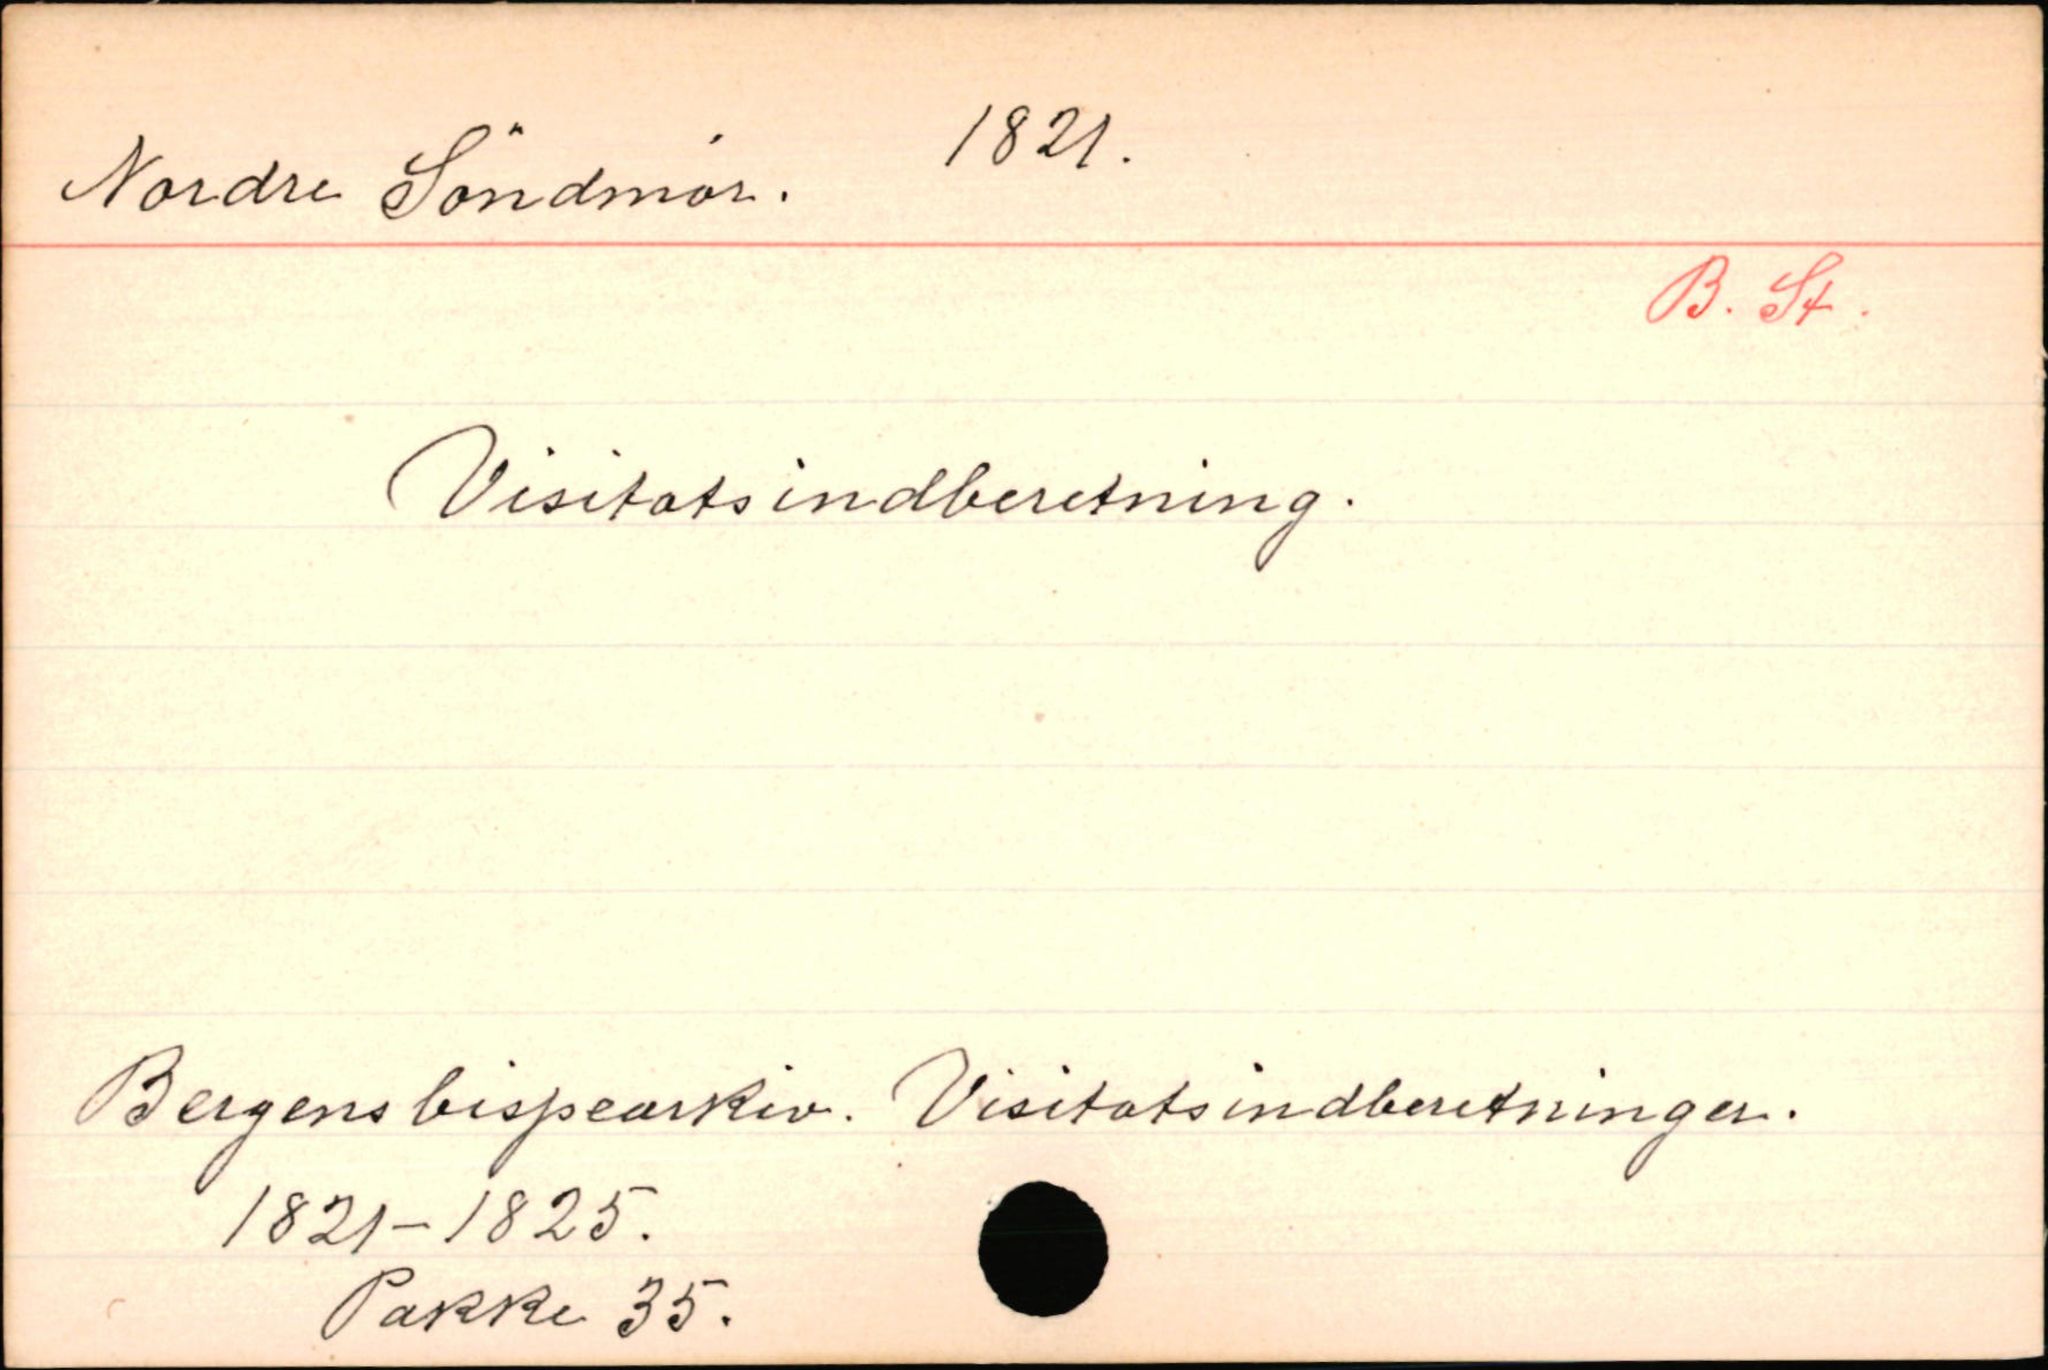 Nordre Söndmör. 1821.
B. St.
Visitatsindberetning.
Bergens bispearkiv. Visitatsindberetninger.
1821-1825.
Pakke 35.